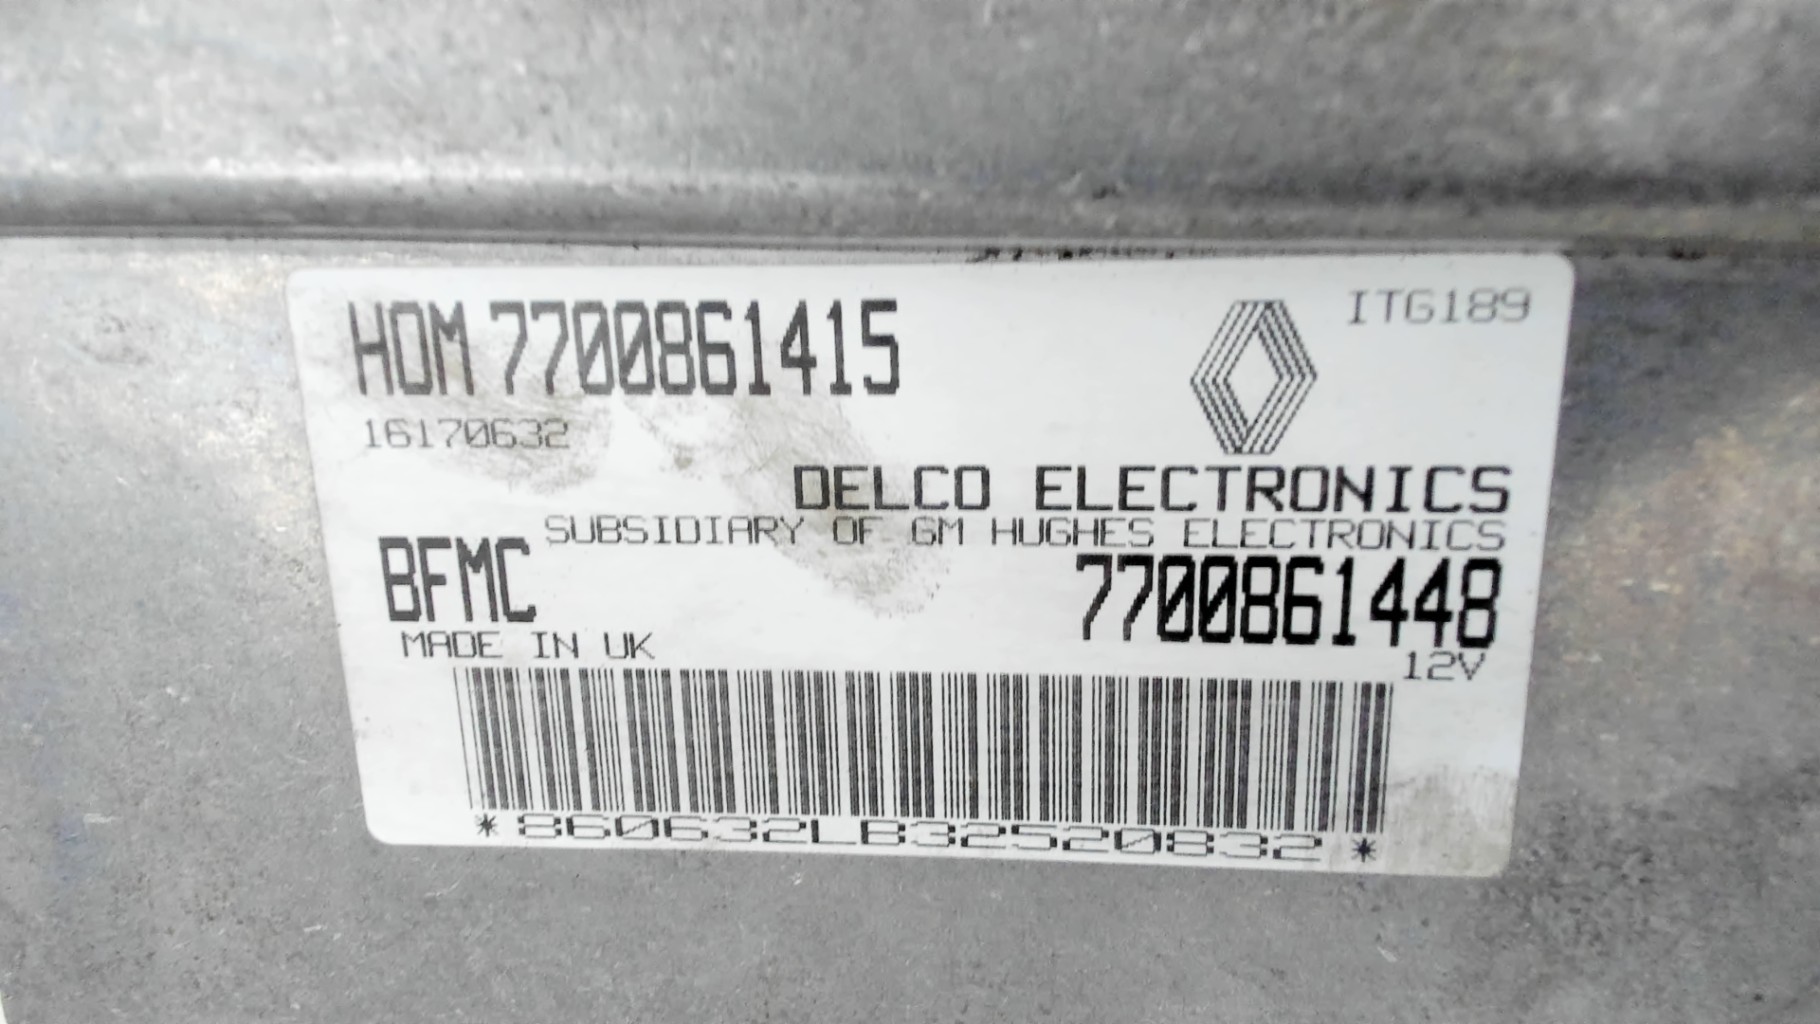 HOM 7700861415
ITG189
16170632
DELCO ELECTRONICS
SUBSIDIARY OF GM HUGHES ELECTRONICS
BFMC
7700861448
MADE IN UK
12V
*860632LB32520832*